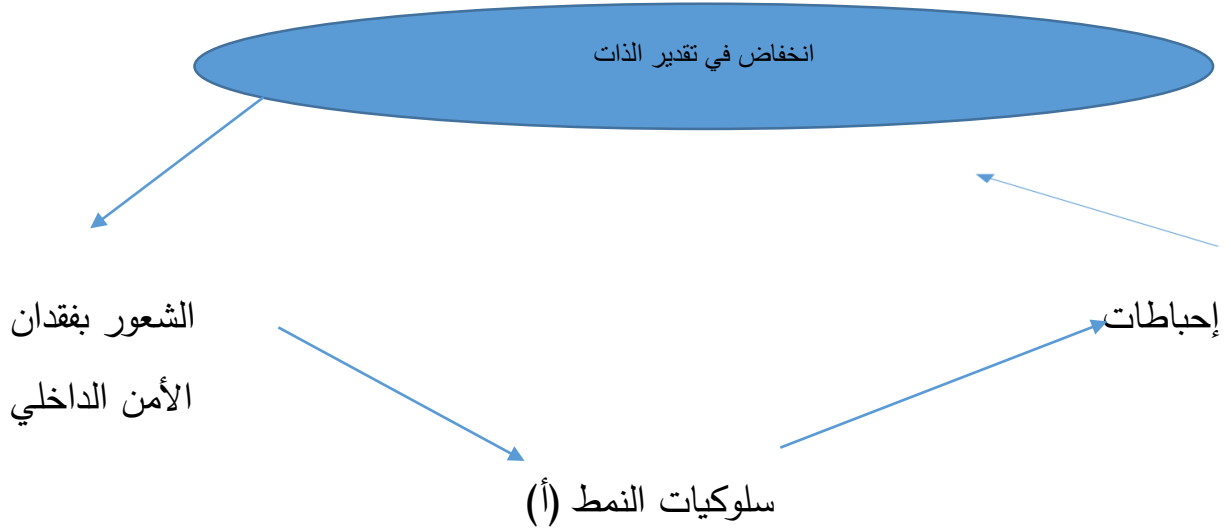 انخفاض في تقدير الذات
إحباطات
الشعور بفقدان
الأمن الداخلي
سلوكيات النمط (أ)